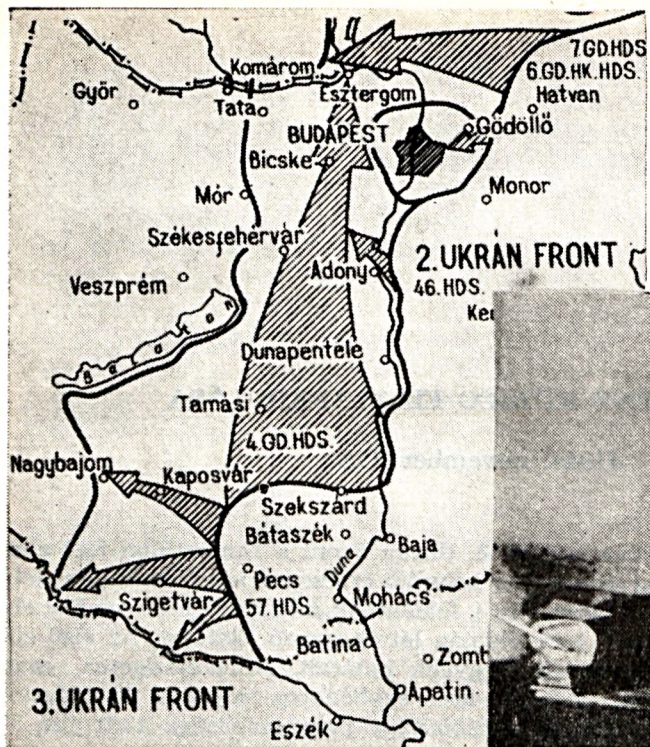 7.GD.HDS
6.GD.HK.HDS.
Komárom
Hatvan
Győr
Tata
Esztergom
BUDAPEST
Gödöllő
Bicske
Mór
Monor
Székesfehérvár
2.UKRÁN FRONT
Veszprém
Adony
46.HDS.
Ke
Dunapentele
Tamási
4.GD.HDS.
Nagybajom
Kaposvár
Szekszárd
Bátaszék
Baja
Duna
Pécs
Szigetvár
57.HDS.
Mohács
Batina
Zomb
3.UKRÁN FRONT
Apatin
Eszék